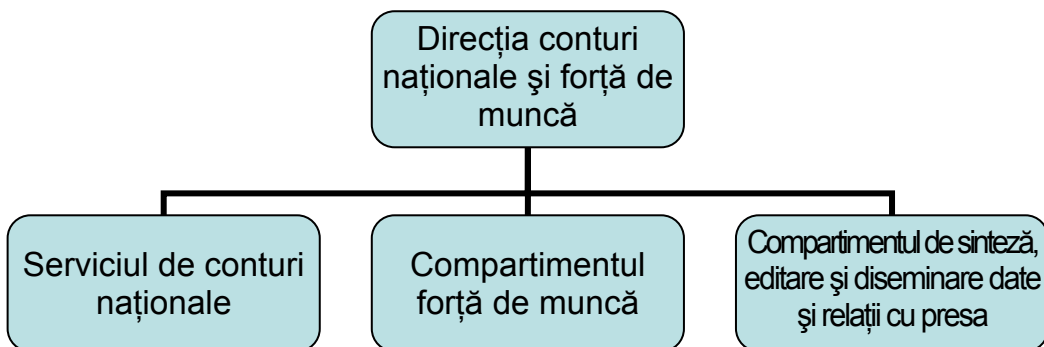 Direcția conturi
naționale şi forță de
muncă
Serviciul de conturi
naționale
Compartimentul
forță de muncă
Compartimentul de sinteză,
editare şi diseminare date
şi relații cu presa